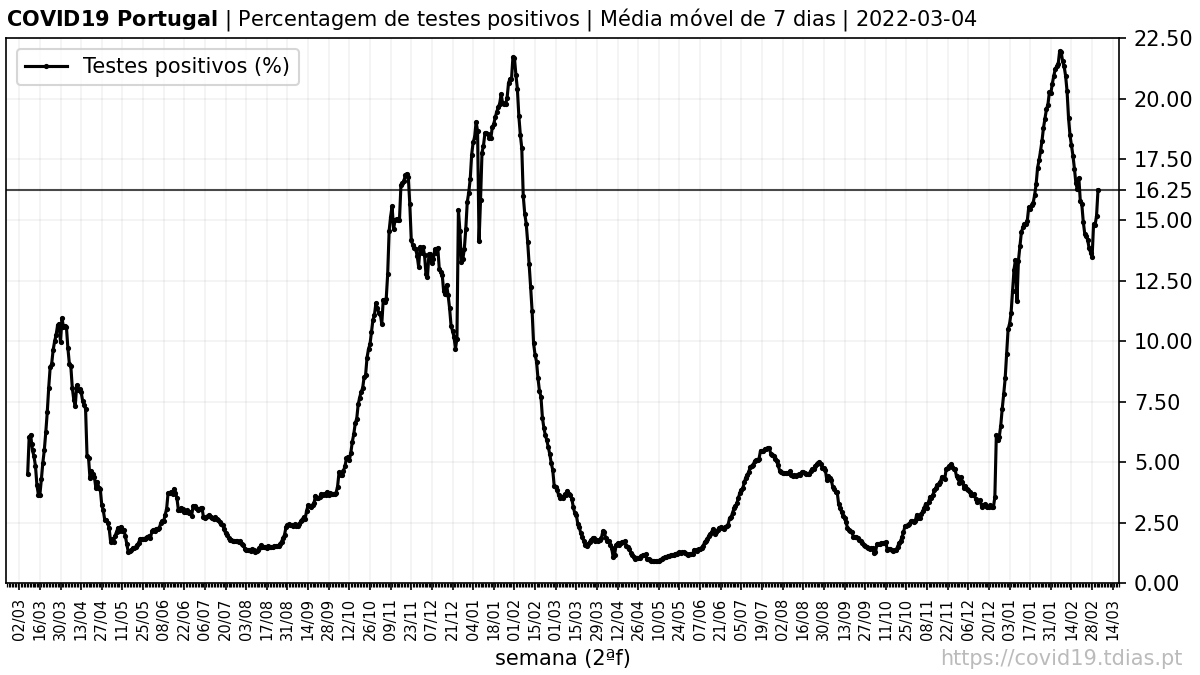 COVID19 Portugal | Percentagem de testes positivos | Média móvel de 7 dias | 2022-03-04
Testes positivos (%)
22.50
20.00
17.50
16.25
15.00
12.50
10.00
7.50
5.00
2.50
0.00
02/03 16/03 30/03 13/04 27/04 11/05 25/05 08/06 22/06 06/07 20/07 03/08 17/08 31/08 14/09 28/09 12/10 26/10 09/11 23/11 07/12 21/12 04/01 18/01 01/02 15/02 01/03 15/03 29/03 12/04 26/04 10/05 24/05 07/06 21/06 05/07 19/07 02/08 16/08 30/08 13/09 27/09 11/10 25/10 08/11 22/11 06/12 20/12 03/01 17/01 31/01 14/02 28/02 14/03
semana (2ªf)
https://covid19.tdias.pt